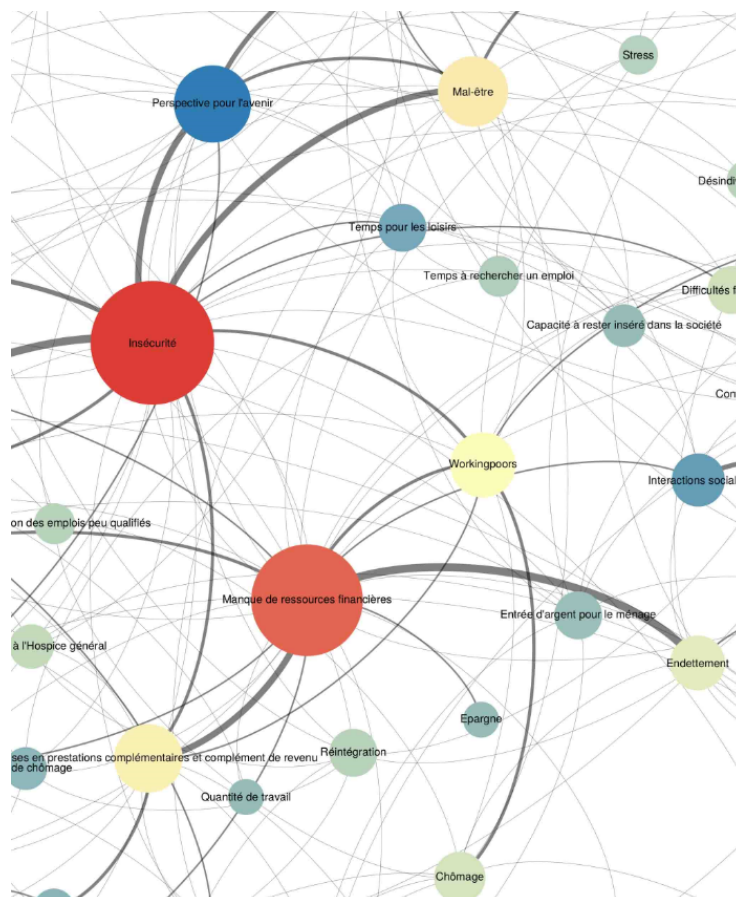 Stress
Perspective pour l'avenir
Mal-être
Désindiv
Temps pour les loisirs
Temps à rechercher un emploi
Difficultés f
Capacité à rester inséré dans la société
Insécurité
Con
Workingpoors
Interactions social
on des emplois peu qualifiés
Manque de ressources financières
Entrée d'argent pour le ménage
à l'Hospice général
Endettement
Epargne
Réintégration
ses en prestations complémentaires et complément de revenu
de chômage
Quantité de travail
Chômage